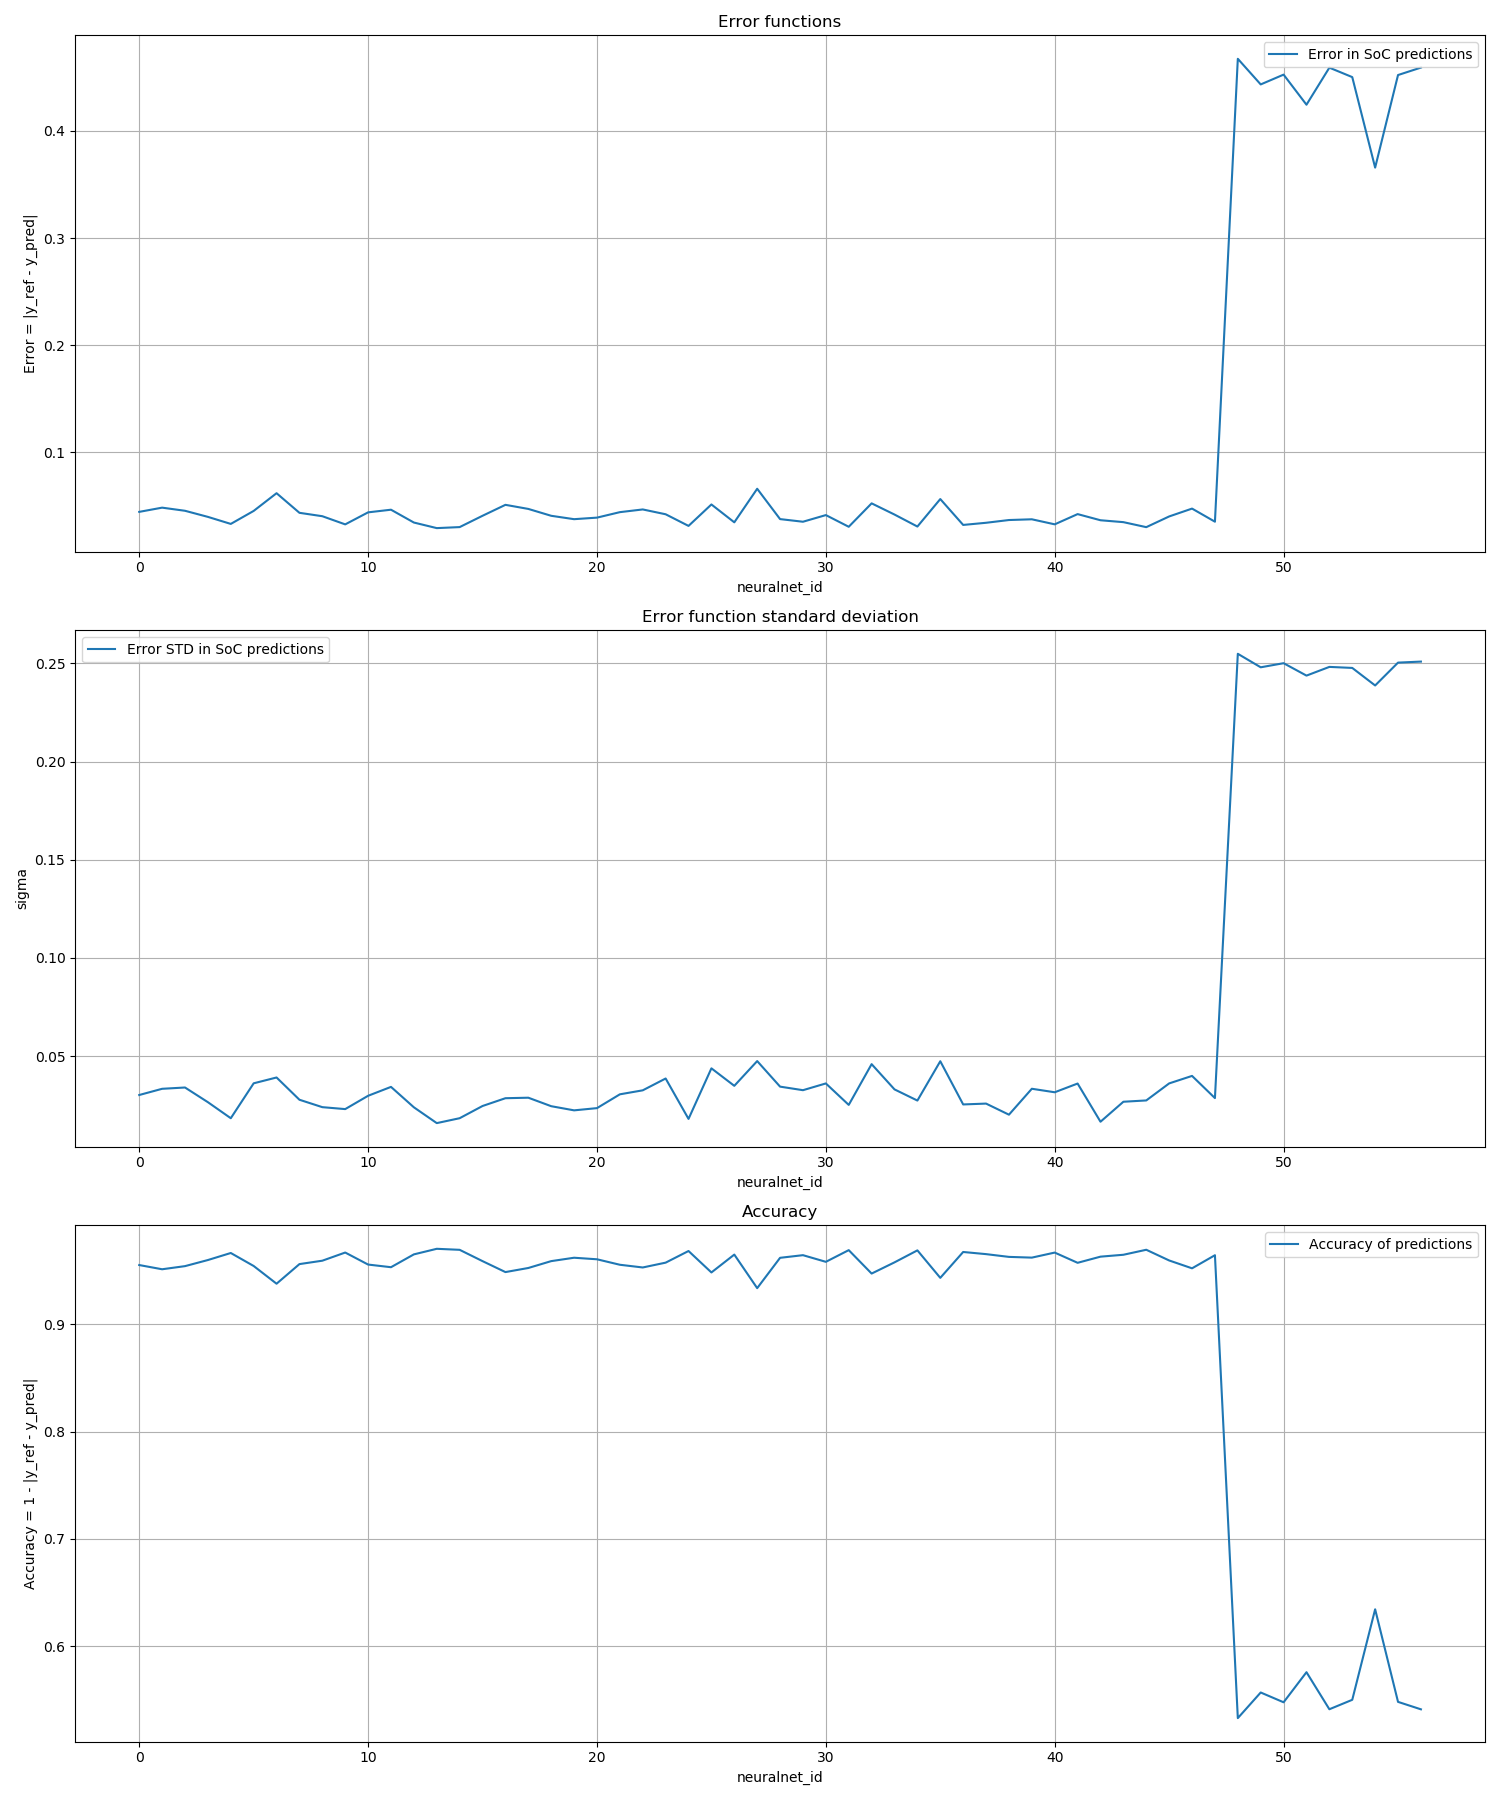 Error functions
Error in SoC predictions
0.4
0.3
0.2
0.1
Error = |y_ref - y_pred|
0 10 20 30 40 50
neuralnet_id
Error function standard deviation
Error STD in SoC predictions
0.25
0.20
0.15
0.10
0.05
sigma
0 10 20 30 40 50
neuralnet_id
Accuracy
Accuracy of predictions
0.9
0.8
0.7
0.6
Accuracy = 1 - |y_ref - y_pred|
0 10 20 30 40 50
neuralnet_id